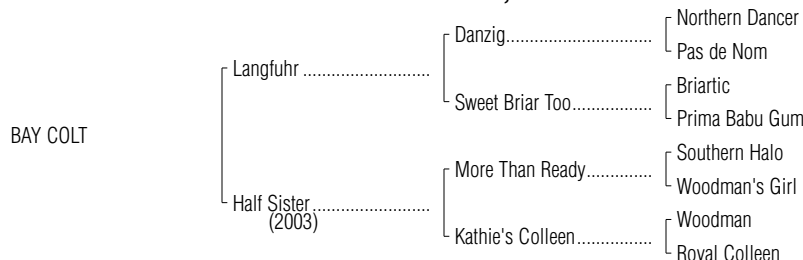 Northern Dancer
Danzig
Pas de Nom
Langfuhr
Briartic
Sweet Briar Too
Prima Babu Gum
BAY COLT
Southern Halo
More Than Ready
Woodman's Girl
Half Sister
(2003)
Woodman
Kathie's Colleen
Royal Colleen